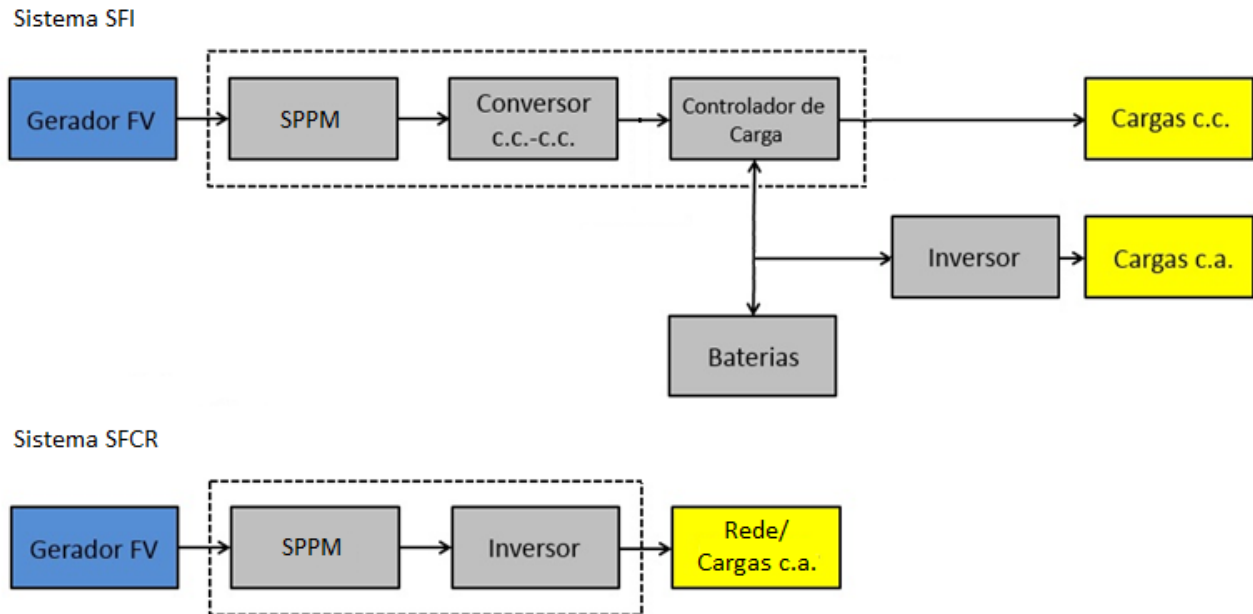 Sistema SFI
Gerador FV
SPPM
Conversor
c.c.-c.c.
Controlador de
Carga
Cargas c.c.
Inversor
Cargas c.a.
Baterias
Sistema SFCR
Gerador FV
SPPM
Inversor
Rede/
Cargas c.a.